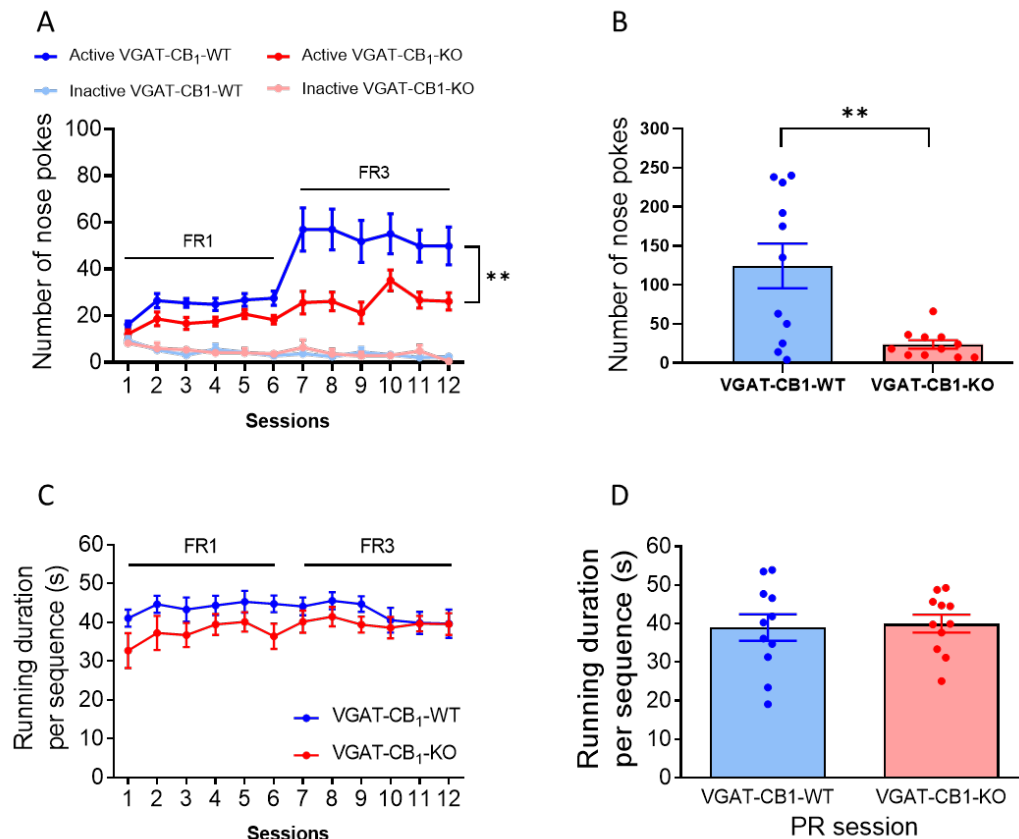 A
Active VGAT-CB₁-WT
Active VGAT-CB₁-KO
Inactive VGAT-CB1-WT
Inactive VGAT-CB1-KO
Number of nose pokes
100
80
60
40
20
0
FR1
FR3
**
1 2 3 4 5 6 7 8 9 10 11 12
Sessions
B
Number of nose pokes
300
250
200
150
100
50
0
**
VGAT-CB1-WT
VGAT-CB1-KO
C
Running duration
per sequence (s)
60
50
40
30
20
10
0
FR1
FR3
VGAT-CB₁-WT
VGAT-CB₁-KO
1 2 3 4 5 6 7 8 9 10 11 12
Sessions
D
Running duration
per sequence (s)
60
50
40
30
20
10
0
VGAT-CB1-WT
VGAT-CB1-KO
PR session